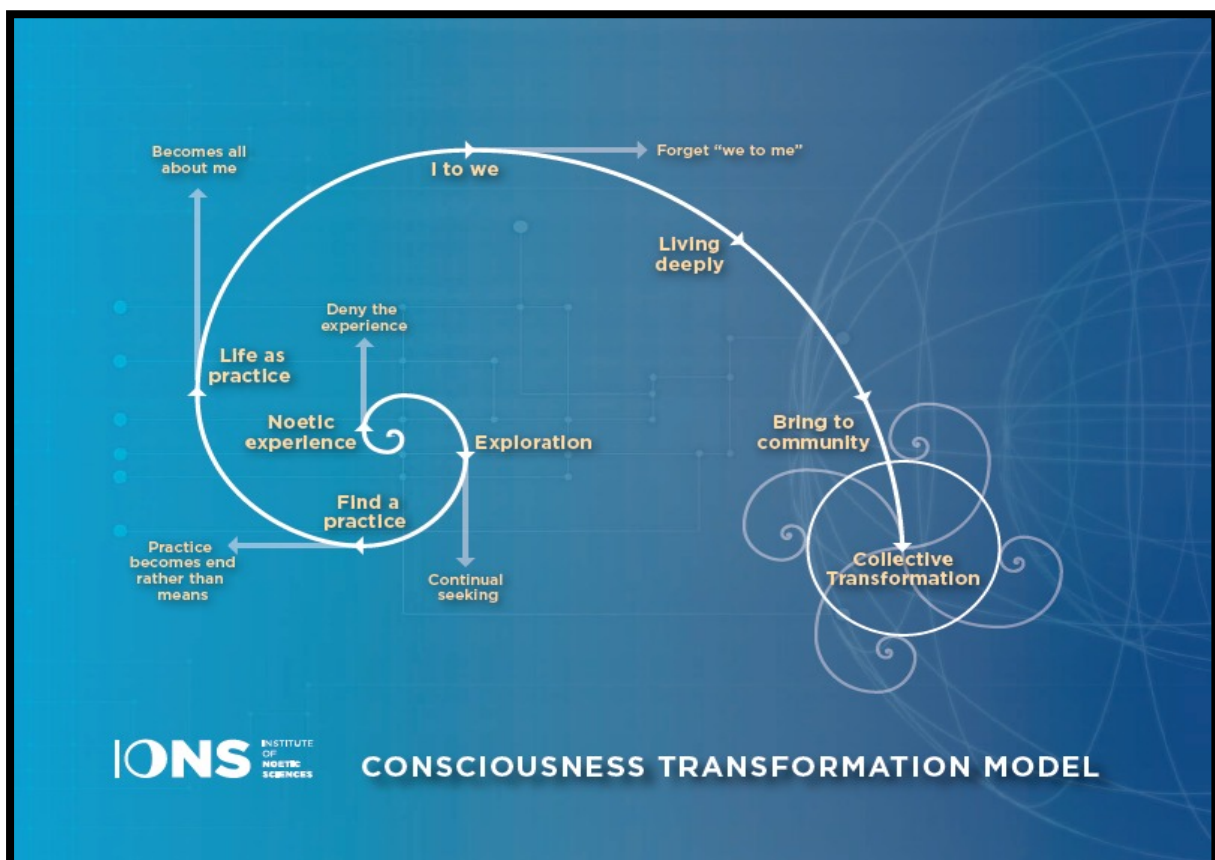 Becomes all
about me
I to we
Forget “we to me”
Living
deeply
Deny the
experience
Life as
practice
Noetic
experience
Exploration
Bring to
community
Find a
practice
Practice
becomes end
rather than
means
Continual
seeking
Collective
Transformation
IONS
INSTITUTE
OF
NOETIC
SCIENCES
CONSCIOUSNESS TRANSFORMATION MODEL